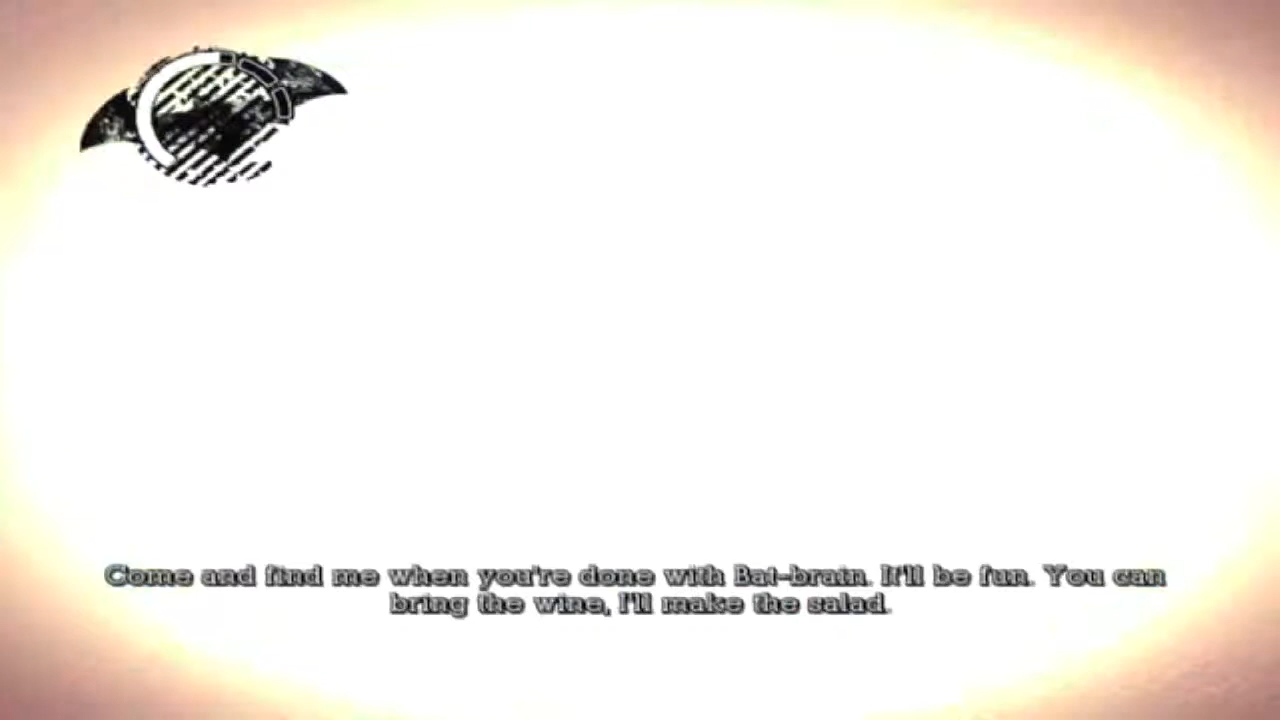 Come and find me when you're done with Bat-brain. It'll be fun. You can
bring the wine, I'll make the salad.